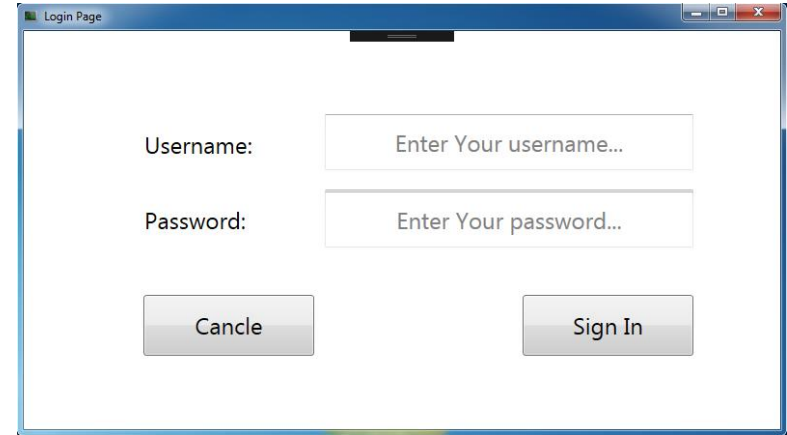 Login Page
Username: Enter Your username...
Password: Enter Your password...
Cancle Sign In